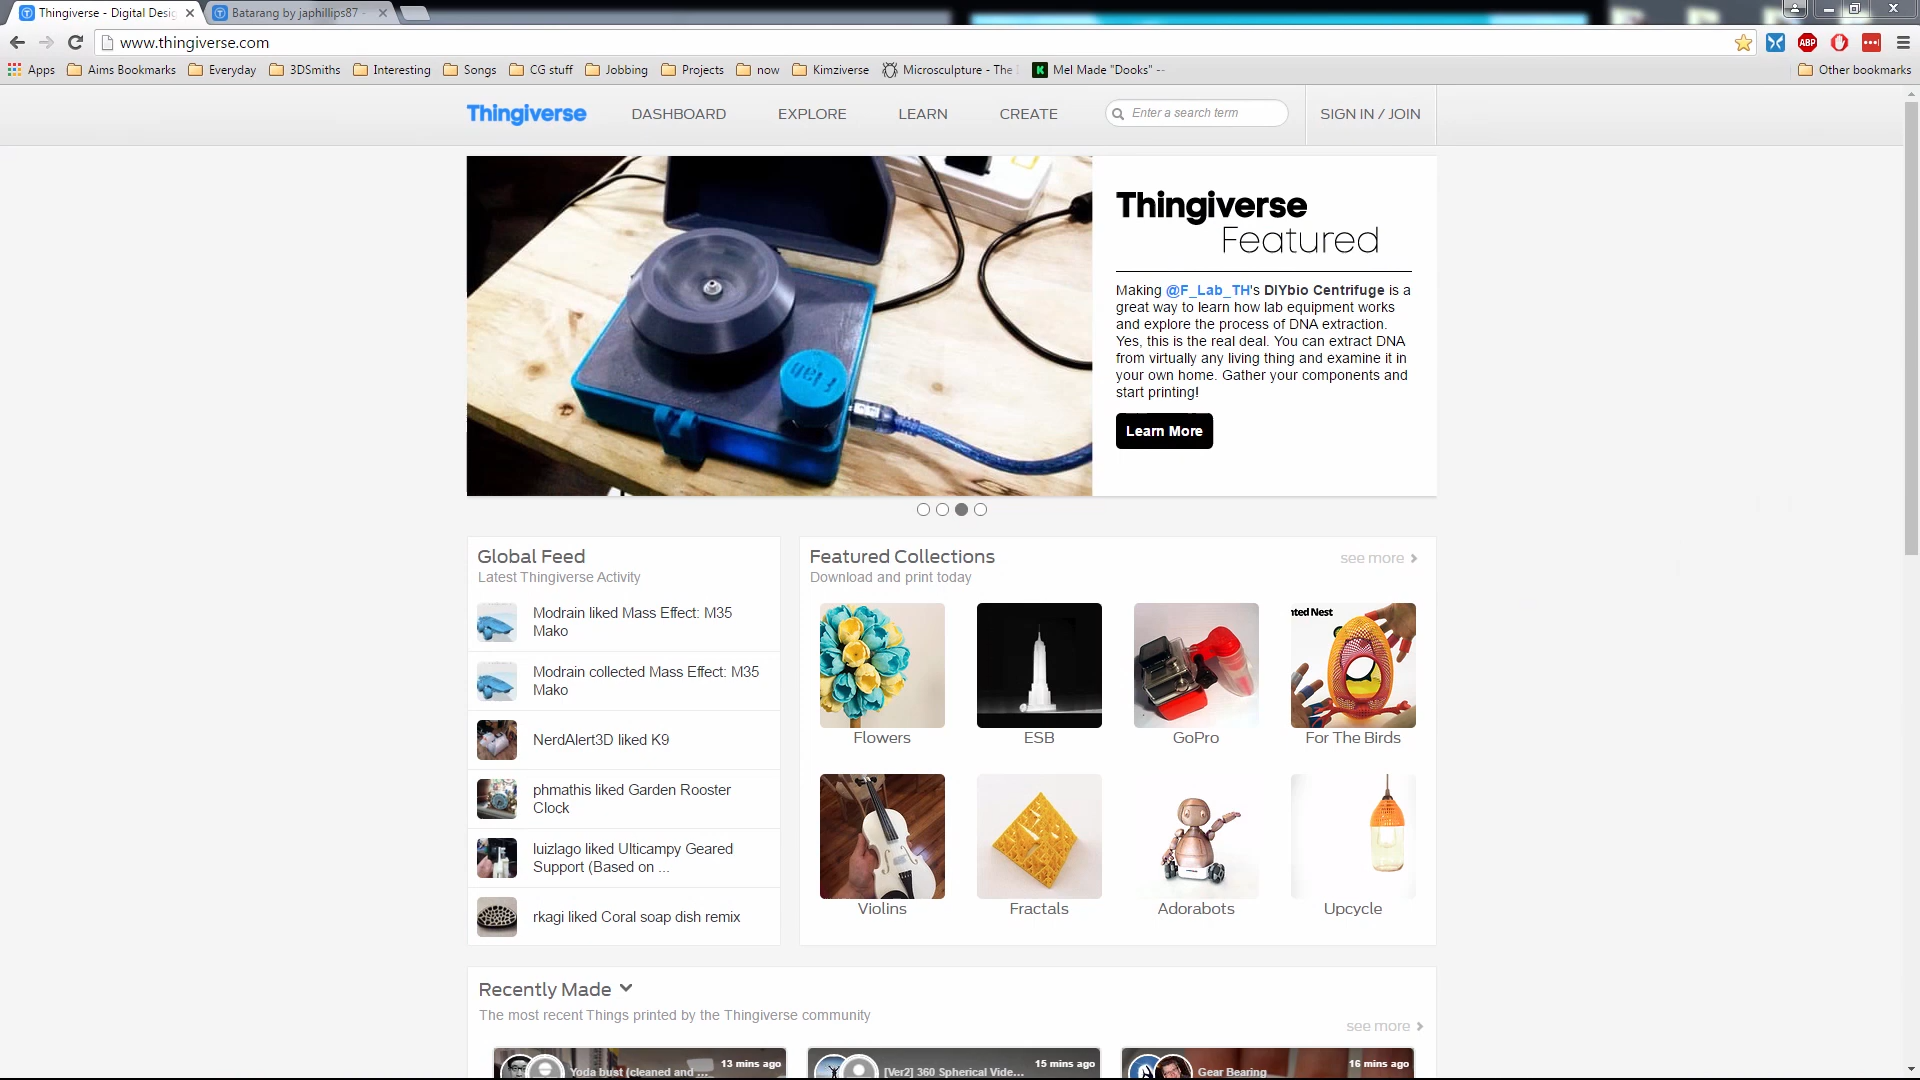 Thingiverse - Digital Desig
Batarang by japhillips87 -
www.thingiverse.com
ABP
Apps
Aims Bookmarks
Everyday
3DSmiths
Interesting
Songs
CG stuff
Jobbing
Projects
now
Kimziverse
Microsculpture - The
Mel Made "Dooks" --
Other bookmarks
Thingiverse
DASHBOARD
EXPLORE
LEARN
CREATE
Enter a search term
SIGN IN / JOIN
Thingiverse
Featured
Making @F_Lab_TH's DIYbio Centrifuge is a
great way to learn how lab equipment works
and explore the process of DNA extraction.
Yes, this is the real deal. You can extract DNA
from virtually any living thing and examine it in
your own home. Gather your components and
start printing!
Learn More
Global Feed
Latest Thingiverse Activity
Modrain liked Mass Effect: M35
Mako
Modrain collected Mass Effect: M35
Mako
NerdAlert3D liked K9
phmathis liked Garden Rooster
Clock
luizlago liked Ulticampy Geared
Support (Based on ...
rkagi liked Coral soap dish remix
Featured Collections
see more
Download and print today
nted Nest
Flowers
ESB
GoPro
For The Birds
Violins
Fractals
Adorabots
Upcycle
Recently Made
The most recent Things printed by the Thingiverse community
see more
13 mins ago
Yoda bust (cleaned and ...
15 mins ago
[Ver2] 360 Spherical Vide...
16 mins ago
Gear Bearing